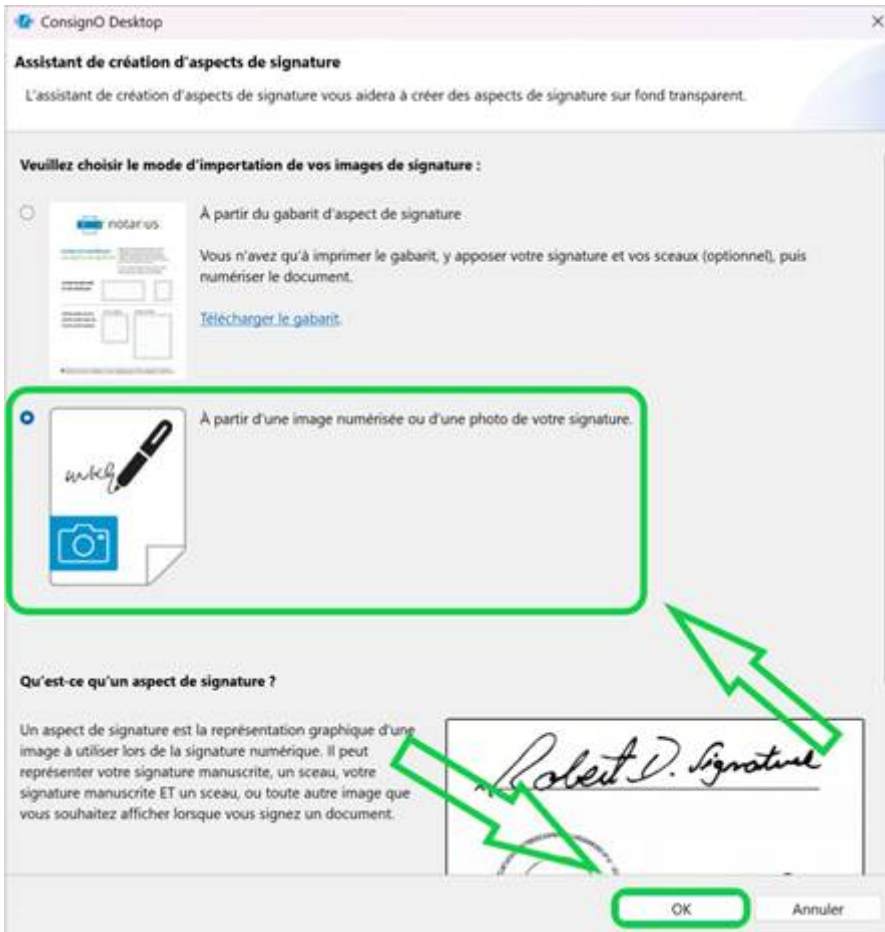 ConsignO Desktop
Assistant de création d'aspects de signature
L'assistant de création d'aspects de signature vous aidera à créer des aspects de signature sur fond transparent.
Veuillez choisir le mode d'importation de vos images de signature :
notarius
À partir du gabarit d'aspect de signature
Vous n'avez qu'à imprimer le gabarit, y apposer votre signature et vos sceaux (optionnel), puis
numériser le document.
Télécharger le gabarit.
À partir d'une image numérisée ou d'une photo de votre signature.
Qu'est-ce qu'un aspect de signature ?
Un aspect de signature est la représentation graphique d'une
image à utiliser lors de la signature numérique. Il peut
représenter votre signature manuscrite, un sceau, votre
signature manuscrite ET un sceau, ou toute autre image que
vous souhaitez afficher lorsque vous signez un document.
Robert D. Signature
OK
Annuler